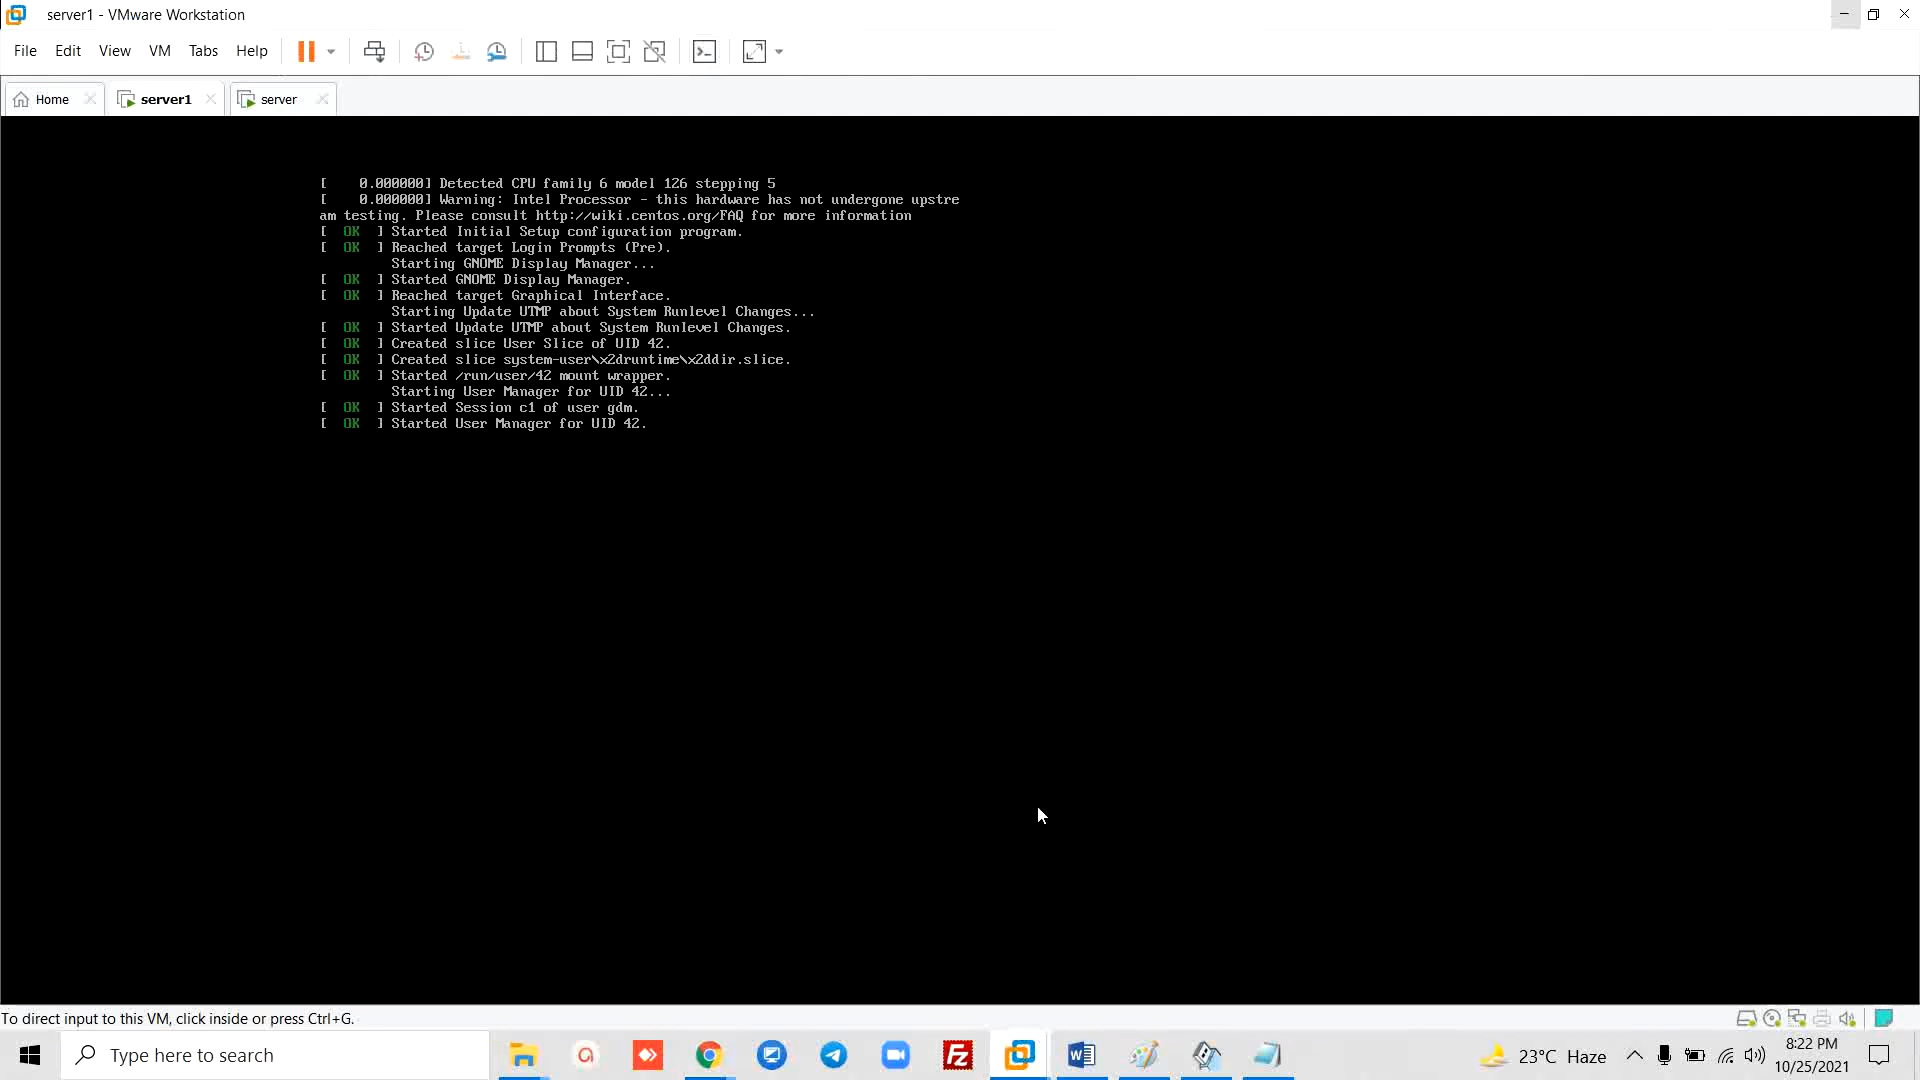 server1 - VMware Workstation
File Edit View VM Tabs Help
Home server1 server
[    0.000000] Detected CPU family 6 model 126 stepping 5
[    0.000000] Warning: Intel Processor - this hardware has not undergone upstre
am testing. Please consult http://wiki.centos.org/FAQ for more information
[  OK  ] Started Initial Setup configuration program.
[  OK  ] Reached target Login Prompts (Pre).
Starting GNOME Display Manager...
[  OK  ] Started GNOME Display Manager.
[  OK  ] Reached target Graphical Interface.
Starting Update UTMP about System Runlevel Changes...
[  OK  ] Started Update UTMP about System Runlevel Changes.
[  OK  ] Created slice User Slice of UID 42.
[  OK  ] Created slice system-user\x2druntime\x2ddir.slice.
[  OK  ] Started /run/user/42 mount wrapper.
Starting User Manager for UID 42...
[  OK  ] Started Session c1 of user gdm.
[  OK  ] Started User Manager for UID 42.
To direct input to this VM, click inside or press Ctrl+G.
Type here to search
23°C Haze
8:22 PM
10/25/2021